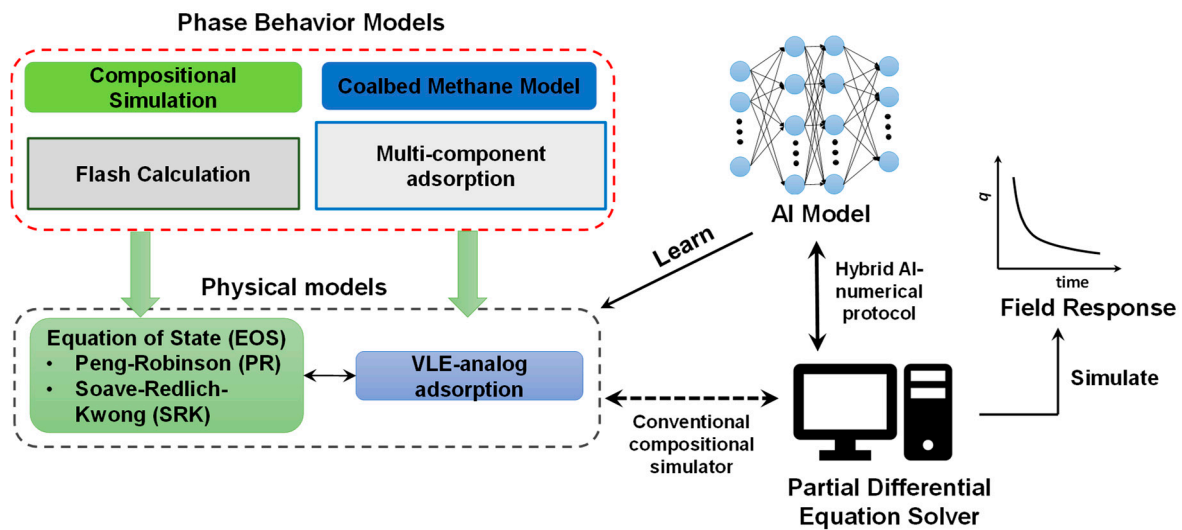 Phase Behavior Models
Compositional
Simulation
Coalbed Methane Model
Flash Calculation
Multi-component
adsorption
AI Model
Learn
Physical models
Equation of State (EOS)
• Peng-Robinson (PR)
• Soave-Redlich-
Kwong (SRK)
VLE-analog
adsorption
Hybrid AI-
numerical
protocol
Conventional
compositional
simulator
Partial Differential
Equation Solver
q
time
Field Response
Simulate